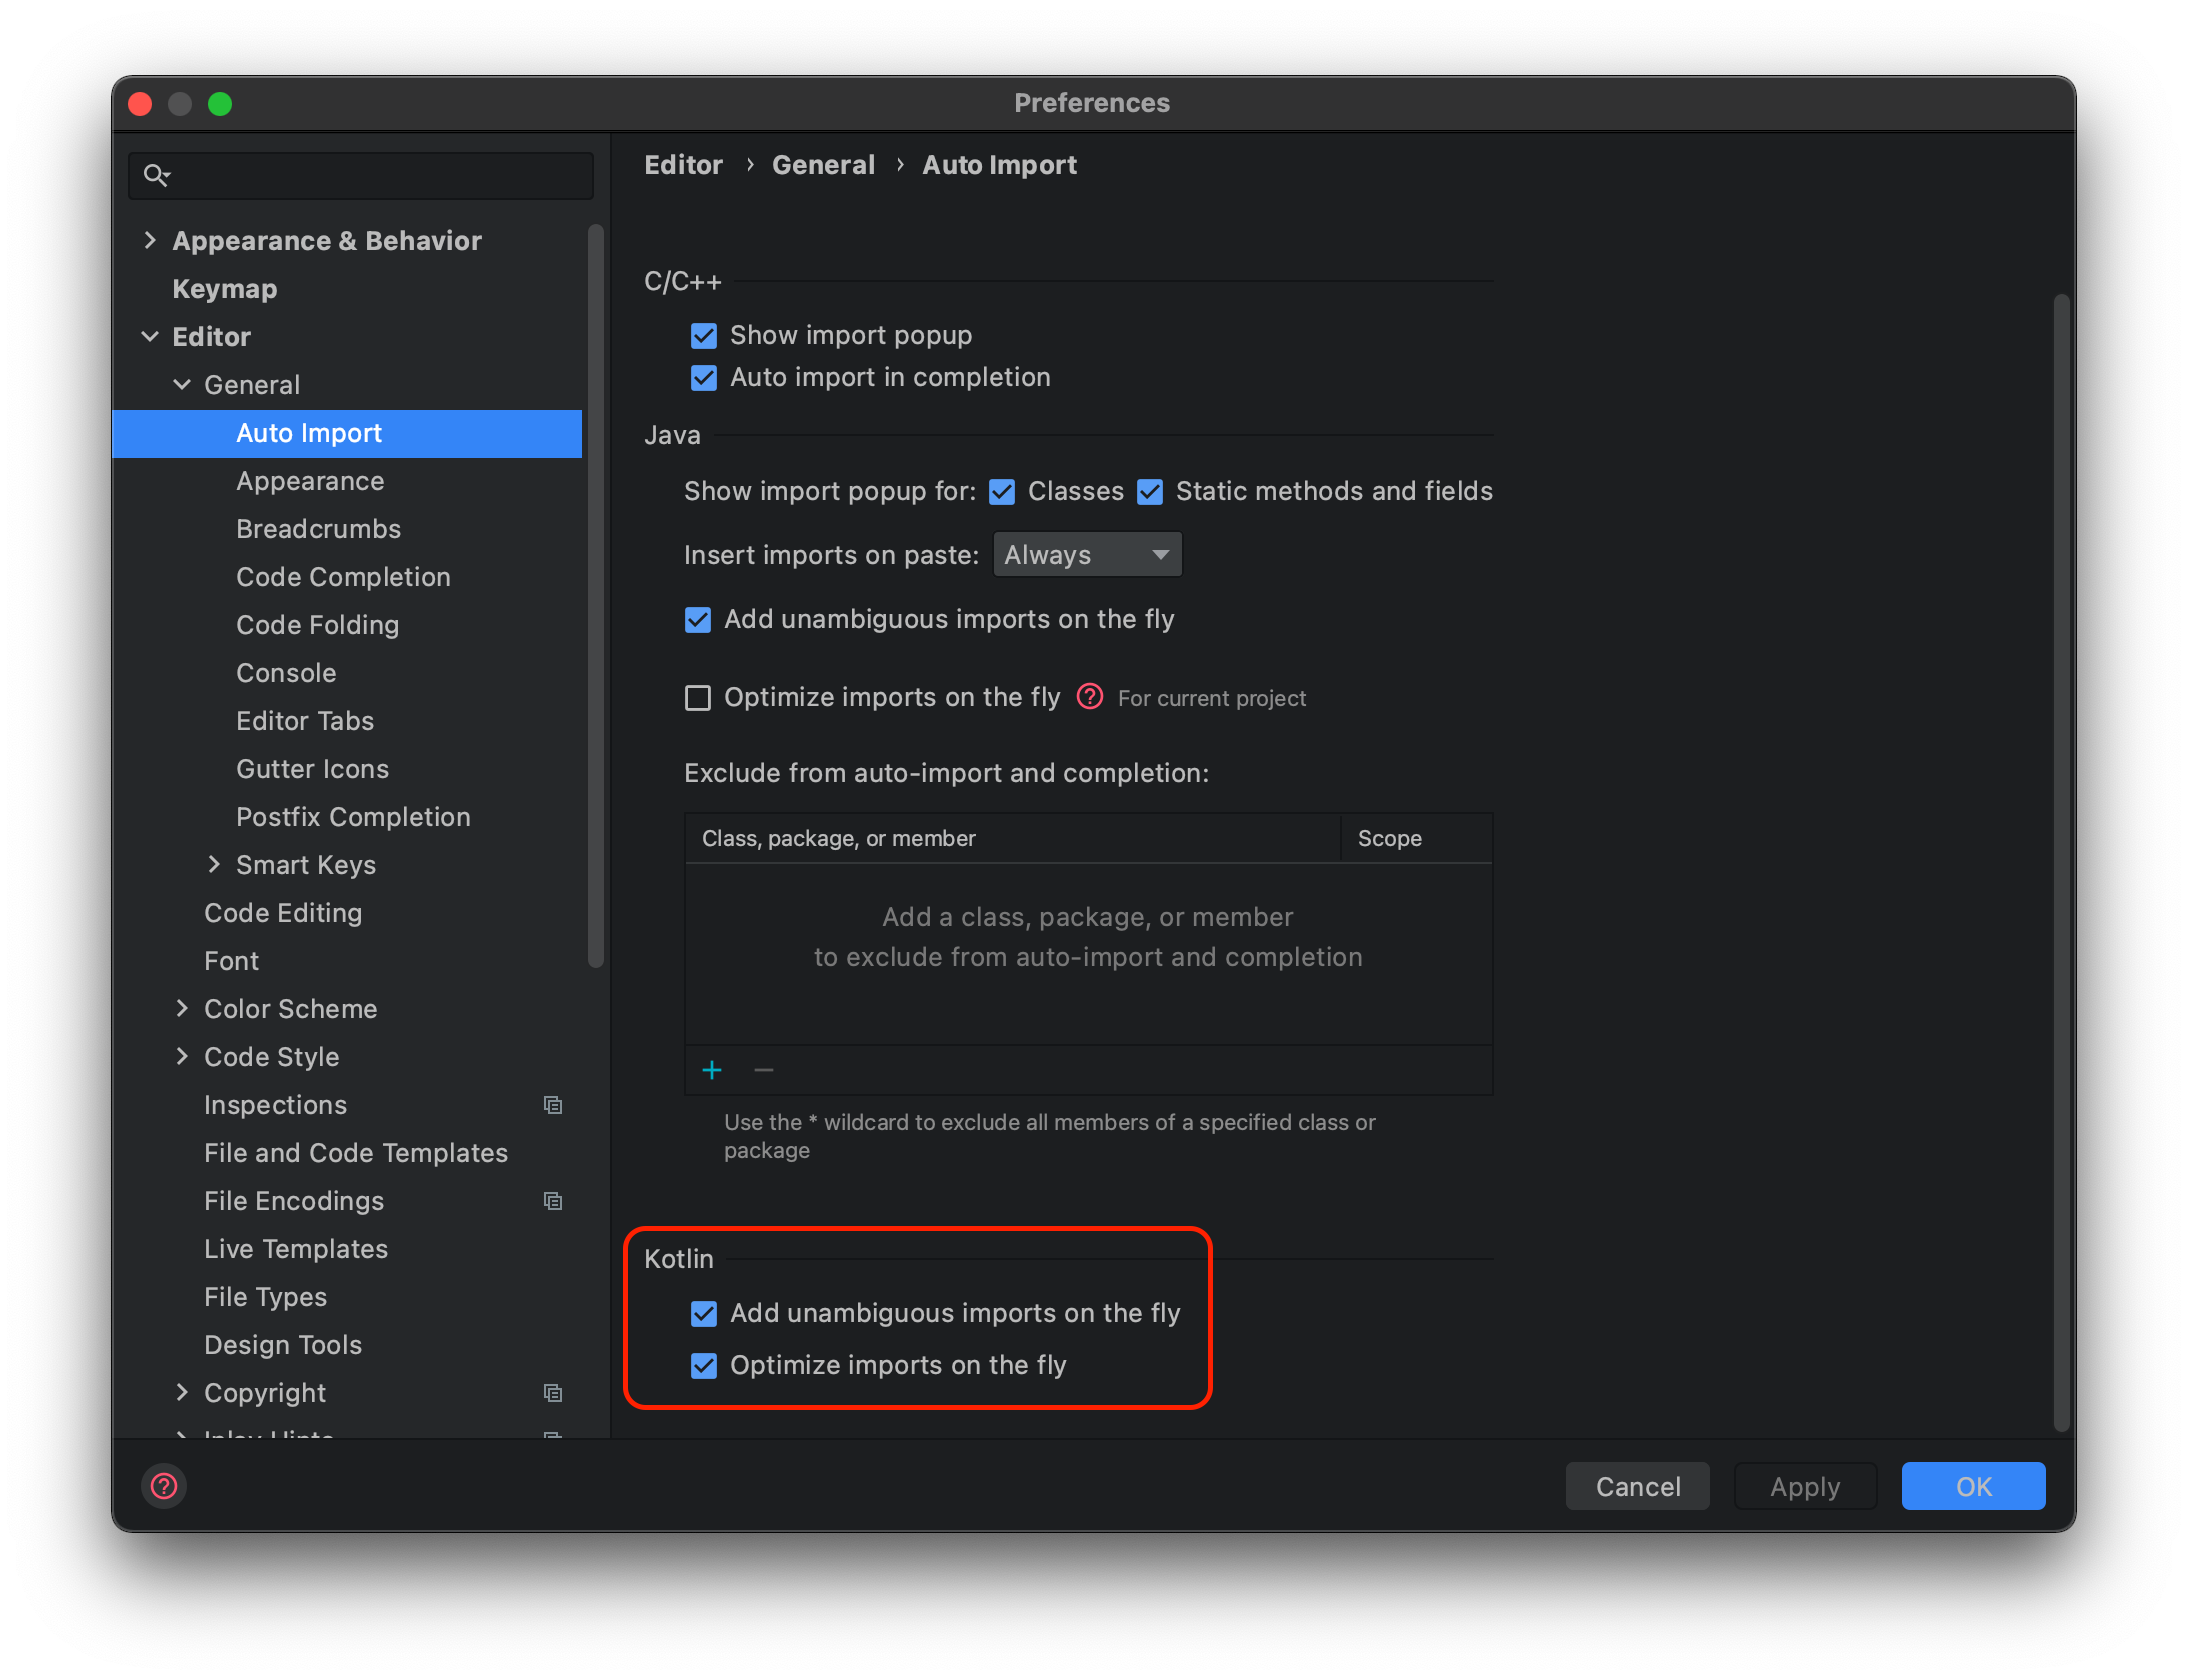 Preferences
Appearance & Behavior
Keymap
Editor
General
Auto Import
Appearance
Breadcrumbs
Code Completion
Code Folding
Console
Editor Tabs
Gutter Icons
Postfix Completion
Smart Keys
Code Editing
Font
Color Scheme
Code Style
Inspections
File and Code Templates
File Encodings
Live Templates
File Types
Design Tools
Copyright
Editor › General › Auto Import
C/C++
Show import popup
Auto import in completion
Java
Show import popup for: Classes Static methods and fields
Insert imports on paste: Always
Add unambiguous imports on the fly
Optimize imports on the fly ? For current project
Exclude from auto-import and completion:
Class, package, or member Scope
Add a class, package, or member
to exclude from auto-import and completion
+ −
Use the * wildcard to exclude all members of a specified class or
package
Kotlin
Add unambiguous imports on the fly
Optimize imports on the fly
? Cancel Apply OK